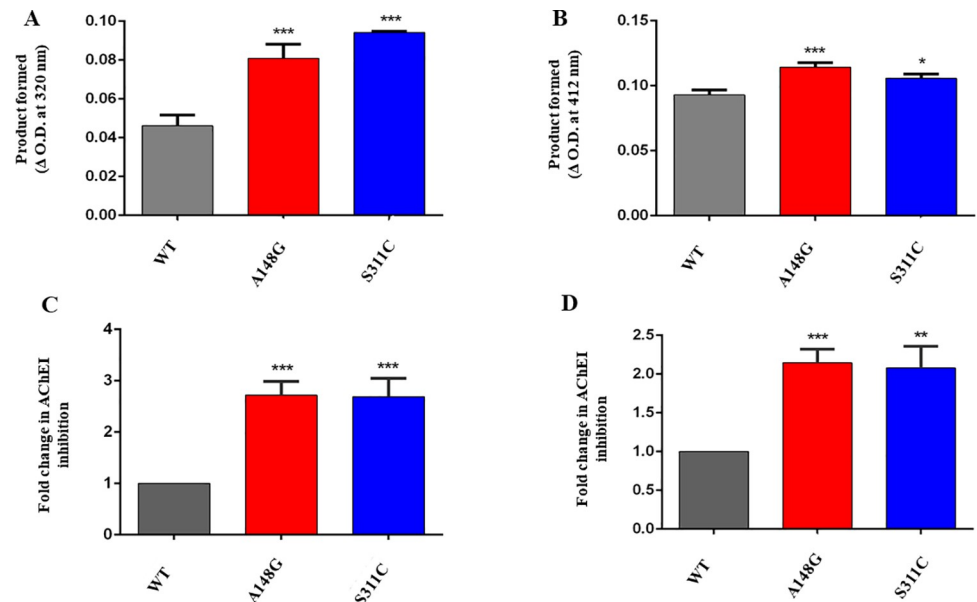 A
Product formed
(Δ O.D. at 320 nm)
0.10
0.08
0.06
0.04
0.02
0.00
***
***
WT
A148G
S311C
B
Product formed
(Δ O.D. at 412 nm)
0.15
0.10
0.05
0.00
***
*
WT
A148G
S311C
C
Fold change in AChEI
inhibition
4
3
2
1
0
***
***
WT
A148G
S311C
D
Fold change in AChEI
inhibition
2.5
2.0
1.5
1.0
0.5
0.0
***
**
WT
A148G
S311C